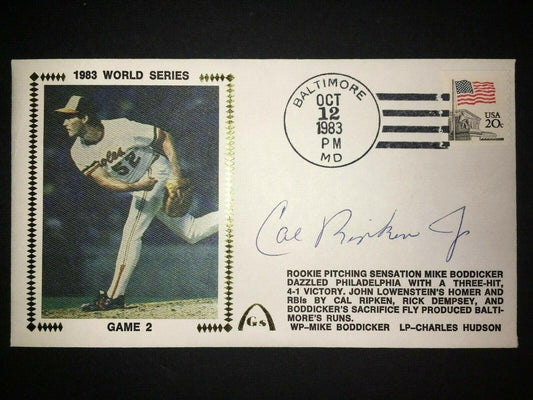 1983 WORLD SERIES
Orioles
52
GAME 2
BALTIMORE
OCT
12
1983
PM
MD
USA
20c
Cal Ripken Jr
Gs
ROOKIE PITCHING SENSATION MIKE BODDICKER
DAZZLED PHILADELPHIA WITH A THREE-HIT,
4-1 VICTORY. JOHN LOWENSTEIN'S HOMER AND
RBIs BY CAL RIPKEN, RICK DEMPSEY, AND
BODDICKER'S SACRIFICE FLY PRODUCED BALTI-
MORE'S RUNS.
WP-MIKE BODDICKER LP-CHARLES HUDSON